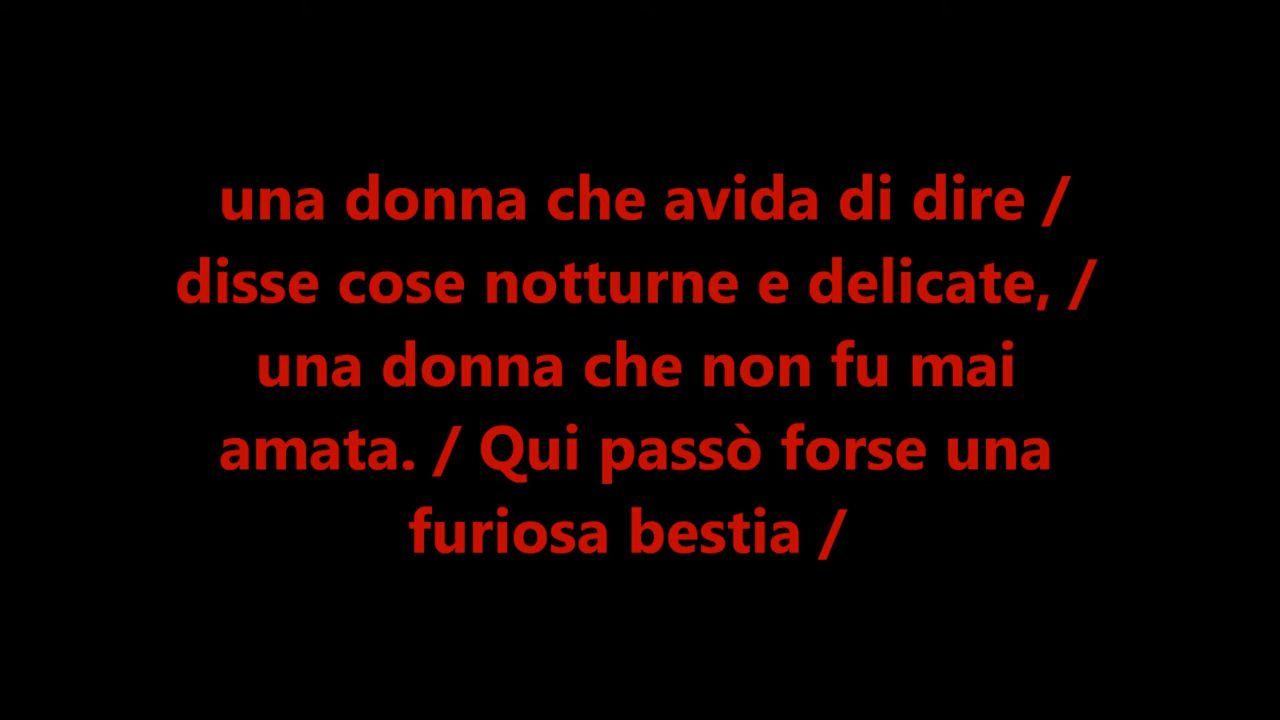 una donna che avida di dire /
disse cose notturne e delicate, /
una donna che non fu mai
amata. / Qui passò forse una
furiosa bestia /